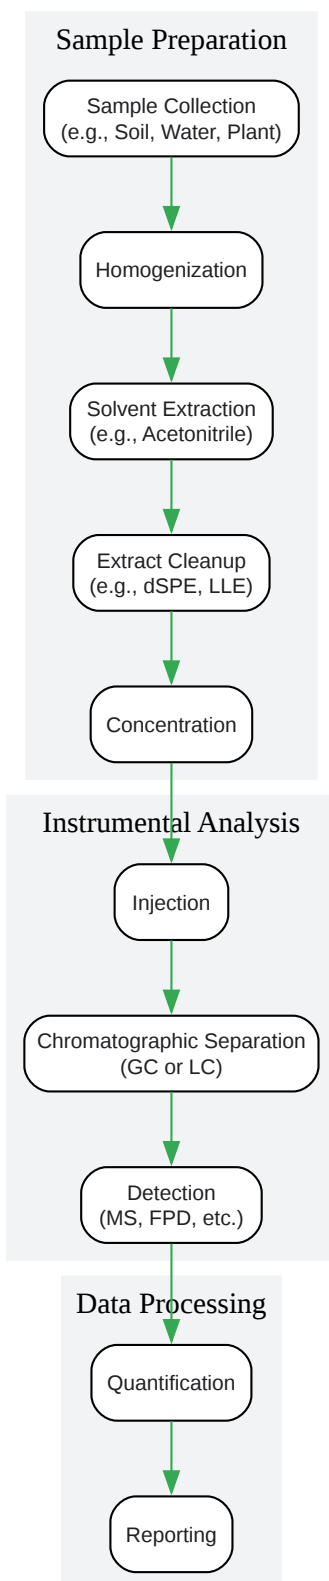 Sample Preparation
Sample Collection
(e.g., Soil, Water, Plant)
Homogenization
Solvent Extraction
(e.g., Acetonitrile)
Extract Cleanup
(e.g., dSPE, LLE)
Concentration
Instrumental Analysis
Injection
Chromatographic Separation
(GC or LC)
Detection
(MS, FPD, etc.)
Data Processing
Quantification
Reporting